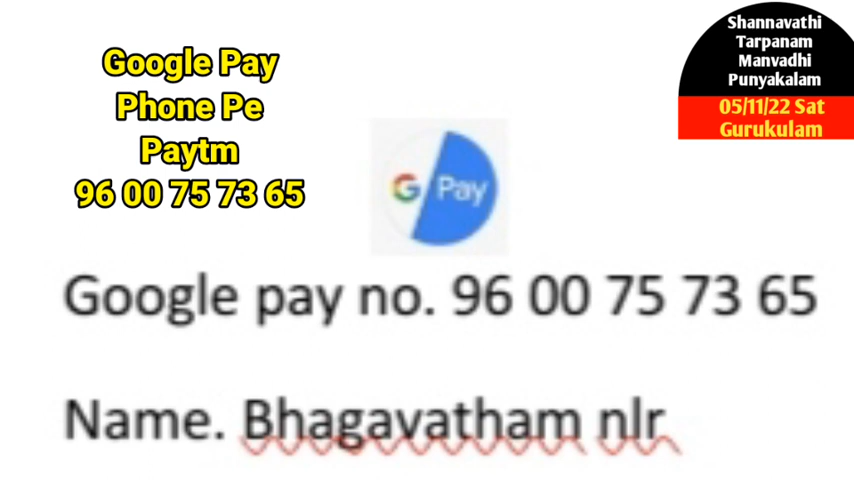 Google Pay
Phone Pe
Paytm
96 00 75 73 65
Shannavathi
Tarpanam
Manvadhi
Punyakalam
05/11/22 Sat
Gurukulam
G Pay
Google pay no. 96 00 75 73 65
Name. Bhagavatham nlr